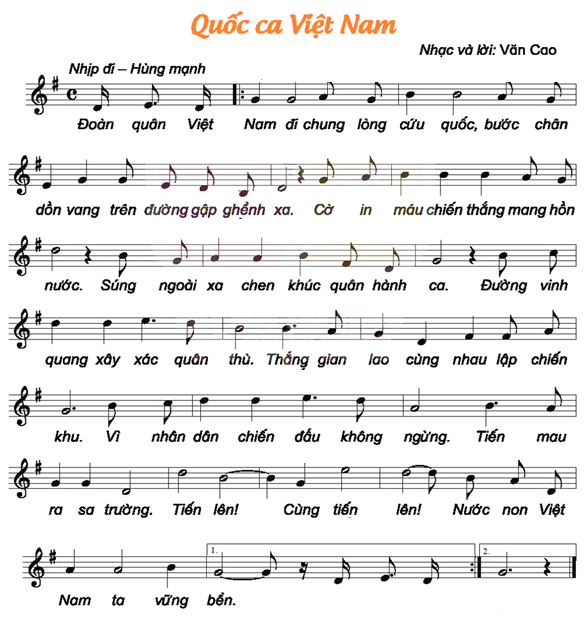 Quốc ca Việt Nam
Nhạc và lời: Văn Cao
Nhịp đi – Hùng mạnh
Đoàn quân Việt Nam đi chung lòng cứu quốc, bước chân
dồn vang trên đường gập ghềnh xa. Cờ in máu chiến thắng mang hồn
nước. Súng ngoài xa chen khúc quân hành ca. Đường vinh
quang xây xác quân thù. Thắng gian lao cùng nhau lập chiến
khu. Vì nhân dân chiến đấu không ngừng. Tiến mau
ra sa trường. Tiến lên! Cùng tiến lên! Nước non Việt
1. 2.
Nam ta vững bền.